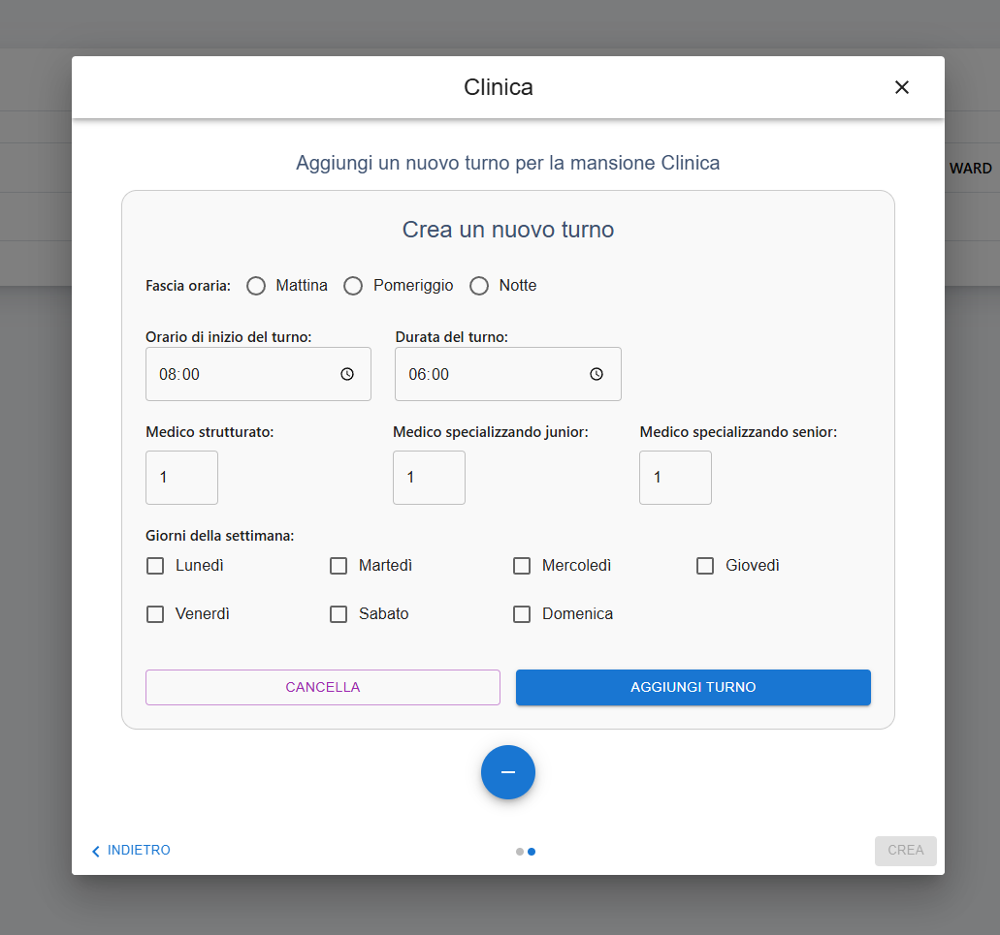 Clinica
WARD
Aggiungi un nuovo turno per la mansione Clinica
Crea un nuovo turno
Fascia oraria: Mattina Pomeriggio Notte
Orario di inizio del turno: Durata del turno:
08:00 06:00
Medico strutturato: Medico specializzando junior: Medico specializzando senior:
1 1 1
Giorni della settimana:
Lunedì Martedì Mercoledì Giovedì
Venerdì Sabato Domenica
CANCELLA AGGIUNGI TURNO
INDIETRO CREA